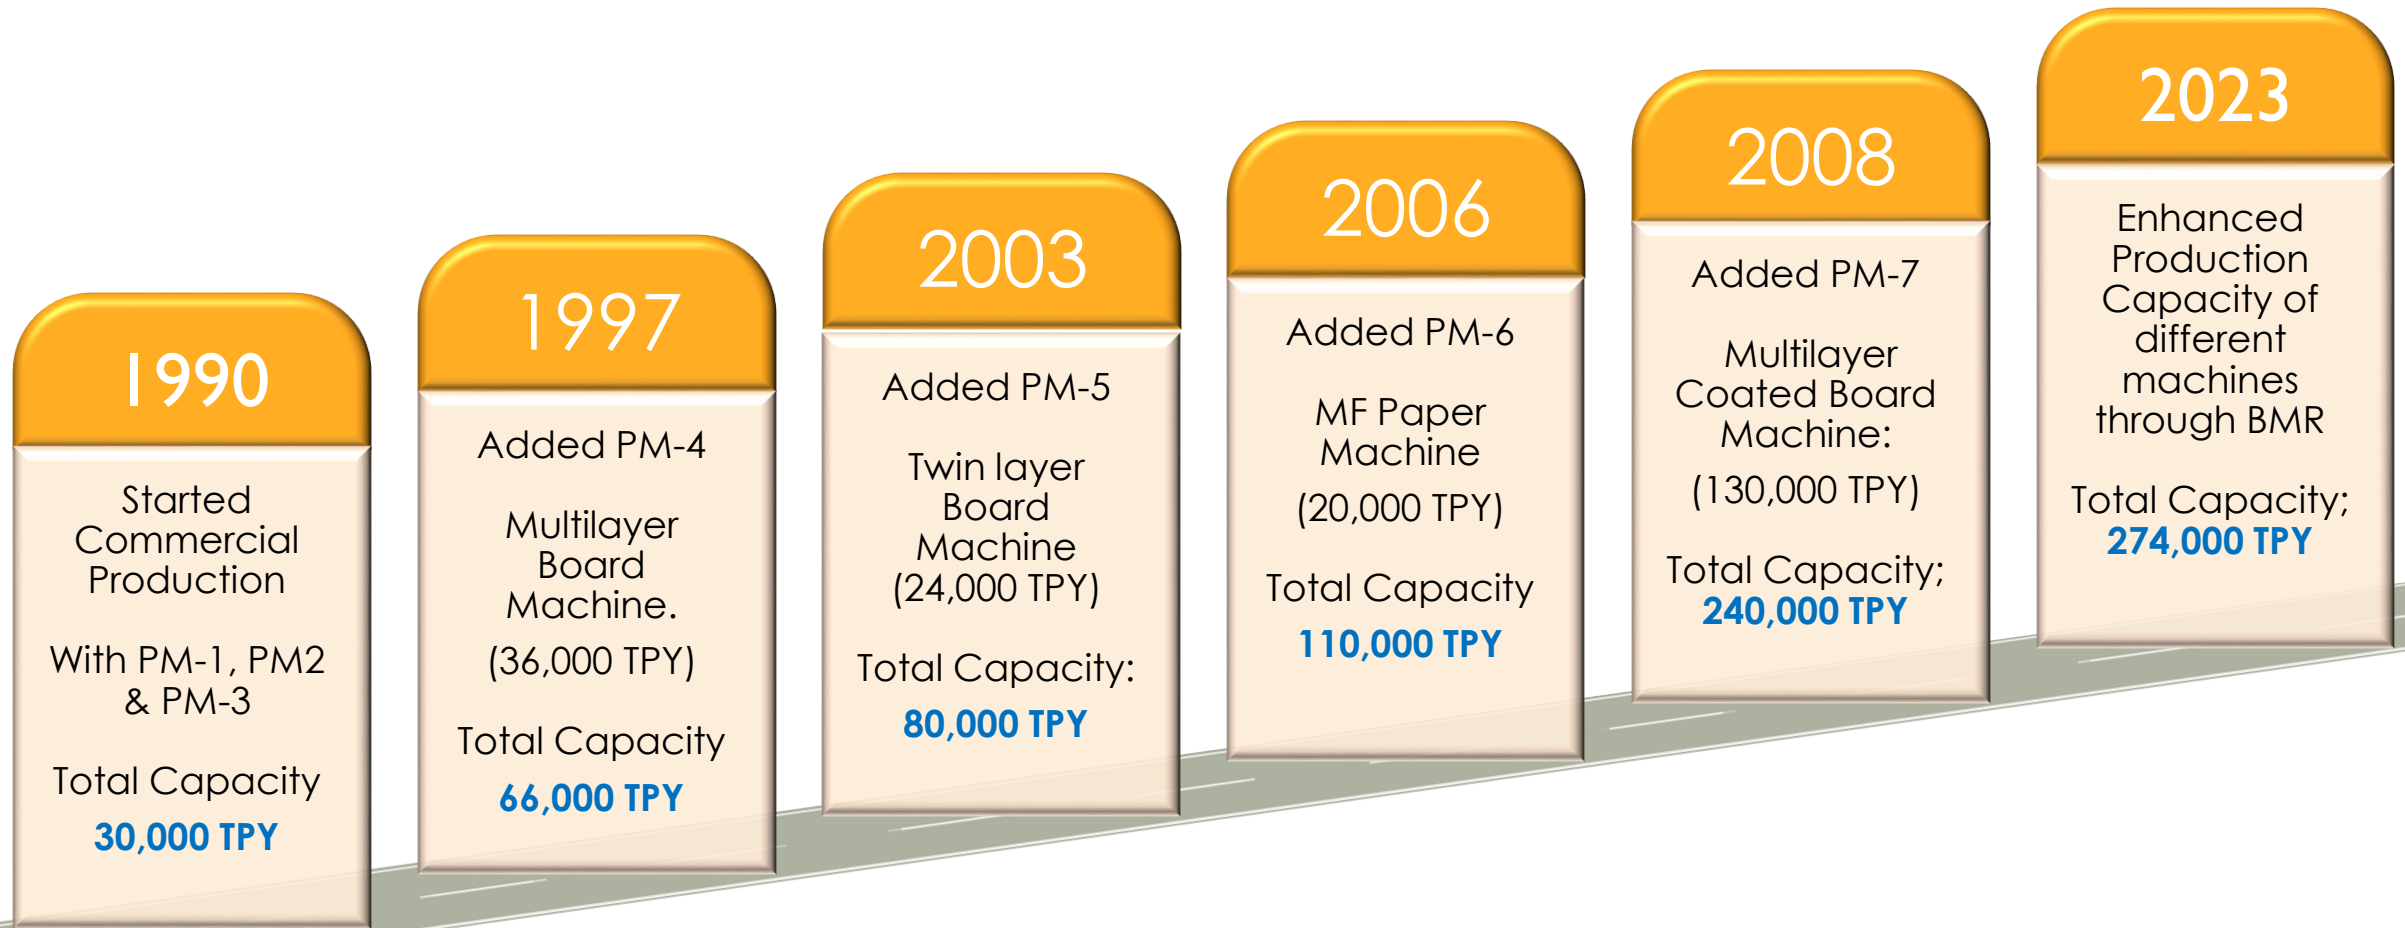 1990
Started
Commercial
Production
With PM-1, PM2
& PM-3
Total Capacity
30,000 TPY
1997
Added PM-4
Multilayer
Board
Machine.
(36,000 TPY)
Total Capacity
66,000 TPY
2003
Added PM-5
Twin layer
Board
Machine
(24,000 TPY)
Total Capacity:
80,000 TPY
2006
Added PM-6
MF Paper
Machine
(20,000 TPY)
Total Capacity
110,000 TPY
2008
Added PM-7
Multilayer
Coated Board
Machine:
(130,000 TPY)
Total Capacity;
240,000 TPY
2023
Enhanced
Production
Capacity of
different
machines
through BMR
Total Capacity;
274,000 TPY